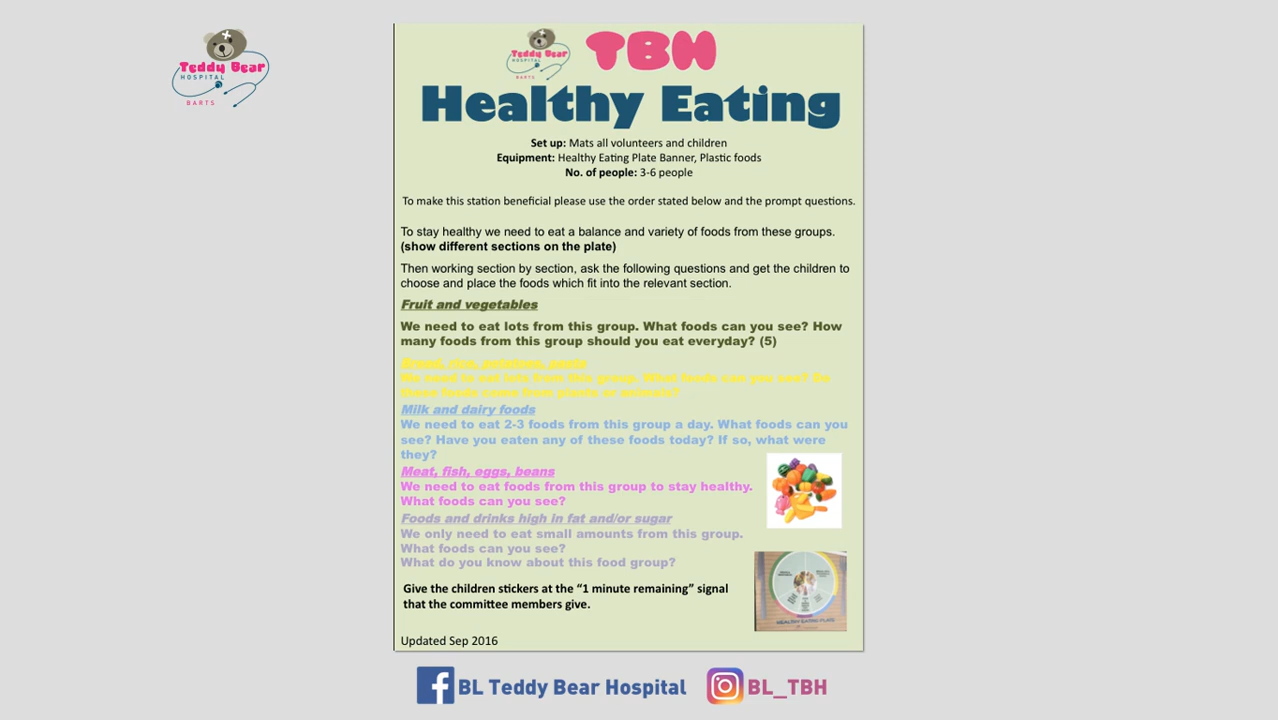 Teddy Bear
HOSPITAL
BARTS
Teddy Bear
HOSPITAL
BARTS
TBH
Healthy Eating
Set up: Mats all volunteers and children
Equipment: Healthy Eating Plate Banner, Plastic foods
No. of people: 3-6 people
To make this station beneficial please use the order stated below and the prompt questions.
To stay healthy we need to eat a balance and variety of foods from these groups.
(show different sections on the plate)
Then working section by section, ask the following questions and get the children to
choose and place the foods which fit into the relevant section.
Fruit and vegetables
We need to eat lots from this group. What foods can you see? How
many foods from this group should you eat everyday? (5)
Bread, rice, potatoes, pasta
We need to eat lots from this group. What foods can you see? Do
these foods come from plants or animals?
Milk and dairy foods
We need to eat 2-3 foods from this group a day. What foods can you
see? Have you eaten any of these foods today? If so, what were
they?
Meat, fish, eggs, beans
We need to eat foods from this group to stay healthy.
What foods can you see?
Foods and drinks high in fat and/or sugar
We only need to eat small amounts from this group.
What foods can you see?
What do you know about this food group?
Give the children stickers at the “1 minute remaining” signal
that the committee members give.
HEALTHY EATING PLATE
Updated Sep 2016
BL Teddy Bear Hospital
BL_TBH